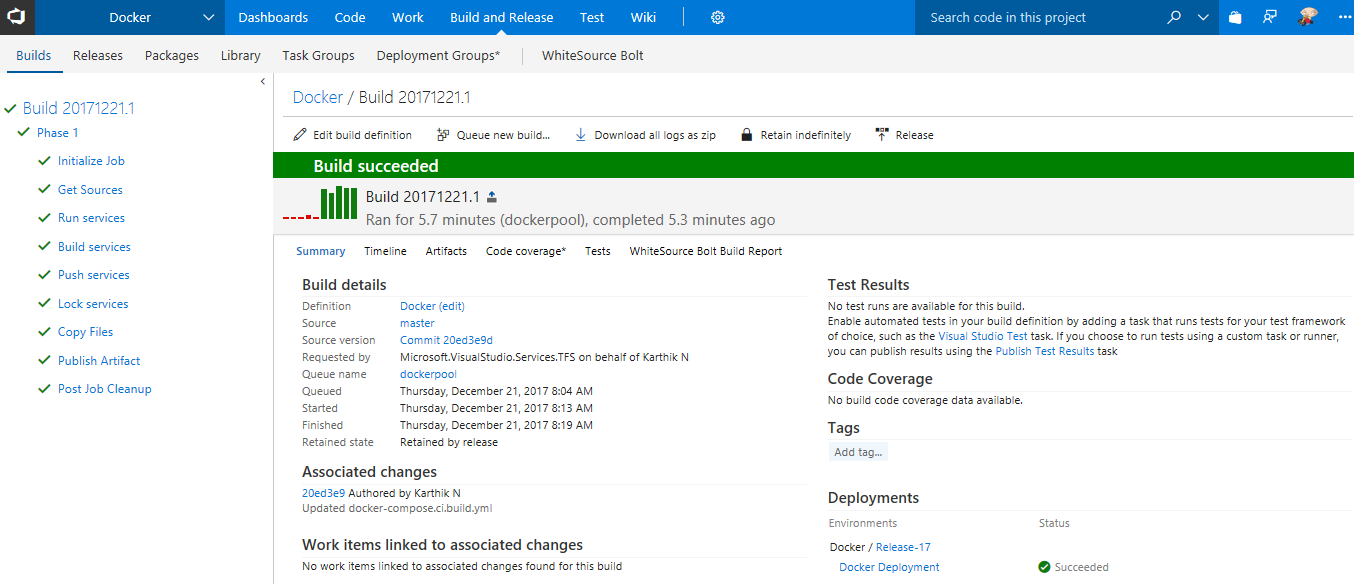 Docker Dashboards Code Work Build and Release Test Wiki Search code in this project
Builds Releases Packages Library Task Groups Deployment Groups* WhiteSource Bolt
Build 20171221.1
Phase 1
Initialize Job
Get Sources
Run services
Build services
Push services
Lock services
Copy Files
Publish Artifact
Post Job Cleanup
Docker / Build 20171221.1
Edit build definition Queue new build... Download all logs as zip Retain indefinitely Release
Build succeeded
Build 20171221.1
Ran for 5.7 minutes (dockerpool), completed 5.3 minutes ago
Summary Timeline Artifacts Code coverage* Tests WhiteSource Bolt Build Report
Build details
Definition Docker (edit)
Source master
Source version Commit 20ed3e9d
Requested by Microsoft.VisualStudio.Services.TFS on behalf of Karthik N
Queue name dockerpool
Queued Thursday, December 21, 2017 8:04 AM
Started Thursday, December 21, 2017 8:13 AM
Finished Thursday, December 21, 2017 8:19 AM
Retained state Retained by release
Associated changes
20ed3e9 Authored by Karthik N
Updated docker-compose.ci.build.yml
Work items linked to associated changes
No work items linked to associated changes found for this build
Test Results
No test runs are available for this build.
Enable automated tests in your build definition by adding a task that runs tests for your test framework
of choice, such as the Visual Studio Test task. If you choose to run tests using a custom task or runner,
you can publish results using the Publish Test Results task
Code Coverage
No build code coverage data available.
Tags
Add tag...
Deployments
Environments Status
Docker / Release-17
Docker Deployment Succeeded